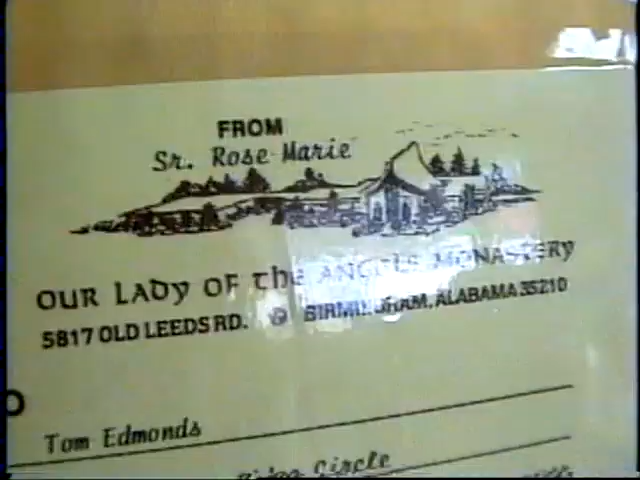 FROM
Sr. Rose Marie
OUR LADY OF the ANGELS MONASTERY
5817 OLD LEEDS RD. BIRMINGHAM, ALABAMA 35210
O
Tom Edmonds
Circle